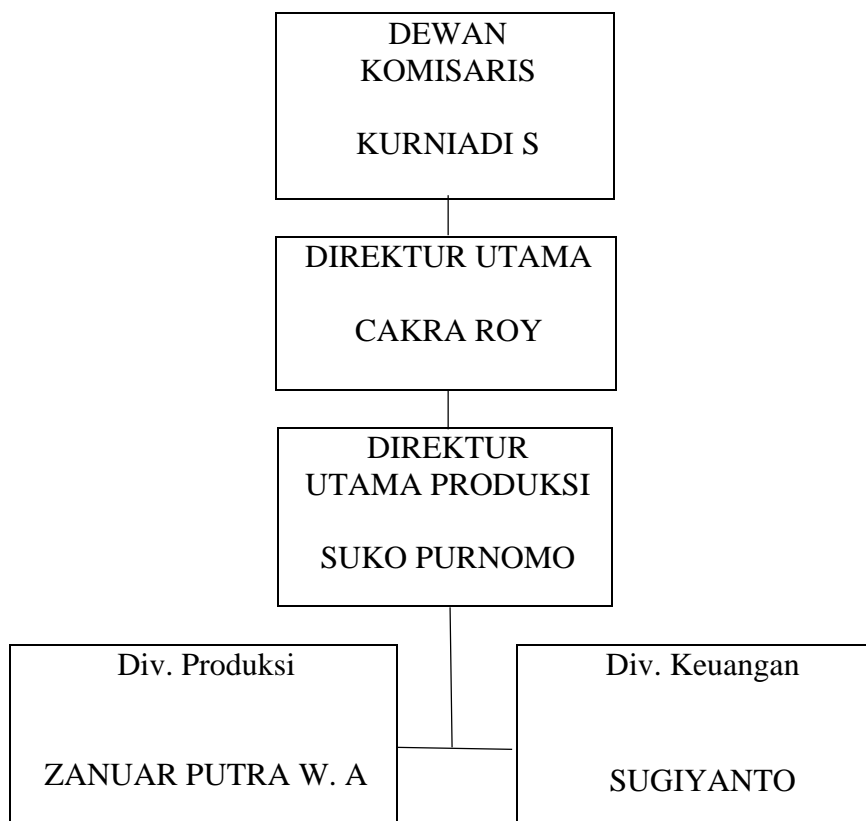 DEWAN
KOMISARIS
KURNIADI S
DIREKTUR UTAMA
CAKRA ROY
DIREKTUR
UTAMA PRODUKSI
SUKO PURNOMO
Div. Produksi
ZANUAR PUTRA W. A
Div. Keuangan
SUGIYANTO